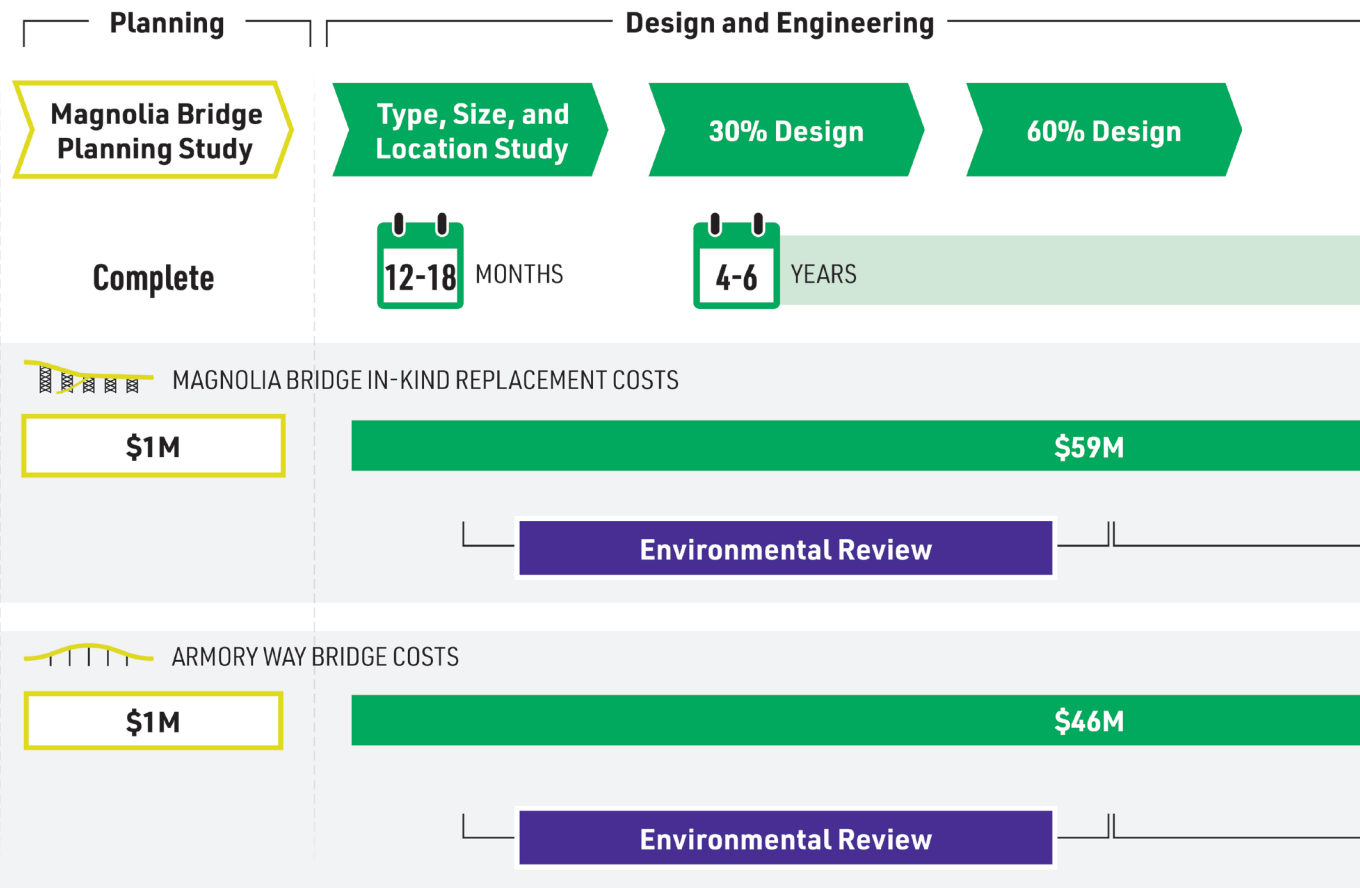 Planning
Design and Engineering
Magnolia Bridge
Planning Study
Type, Size, and
Location Study
30% Design
60% Design
Complete
12-18 MONTHS
4-6 YEARS
MAGNOLIA BRIDGE IN-KIND REPLACEMENT COSTS
$1M
$59M
Environmental Review
ARMORY WAY BRIDGE COSTS
$1M
$46M
Environmental Review